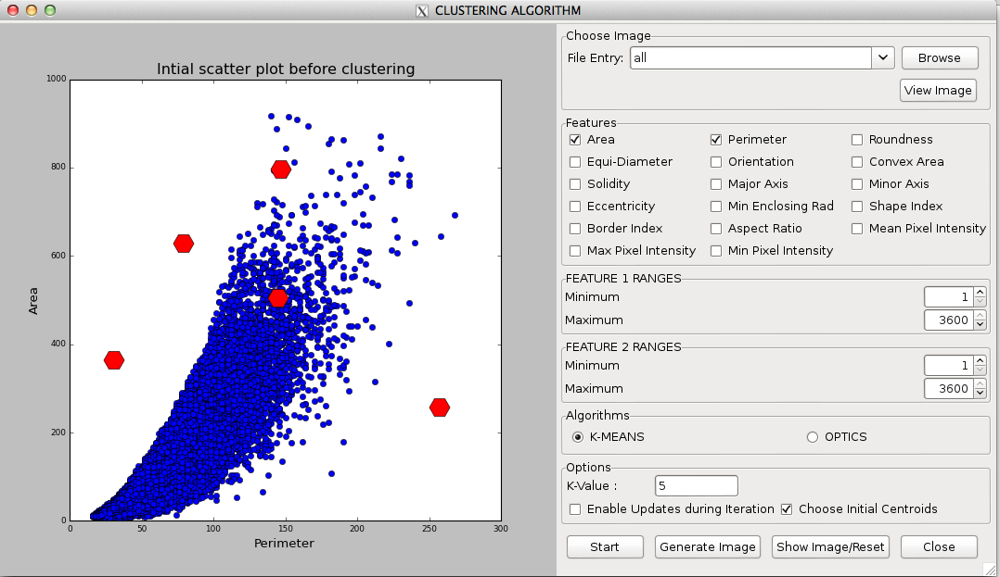 CLUSTERING ALGORITHM
Intial scatter plot before clustering
1000
800
600
400
200
0
0 50 100 150 200 250 300
Area
Perimeter
Choose Image
File Entry: all Browse
View Image
Features
Area Perimeter Roundness
Equi-Diameter Orientation Convex Area
Solidity Major Axis Minor Axis
Eccentricity Min Enclosing Rad Shape Index
Border Index Aspect Ratio Mean Pixel Intensity
Max Pixel Intensity Min Pixel Intensity
FEATURE 1 RANGES
Minimum 1
Maximum 3600
FEATURE 2 RANGES
Minimum 1
Maximum 3600
Algorithms
K-MEANS OPTICS
Options
K-Value : 5
Enable Updates during Iteration Choose Initial Centroids
Start Generate Image Show Image/Reset Close